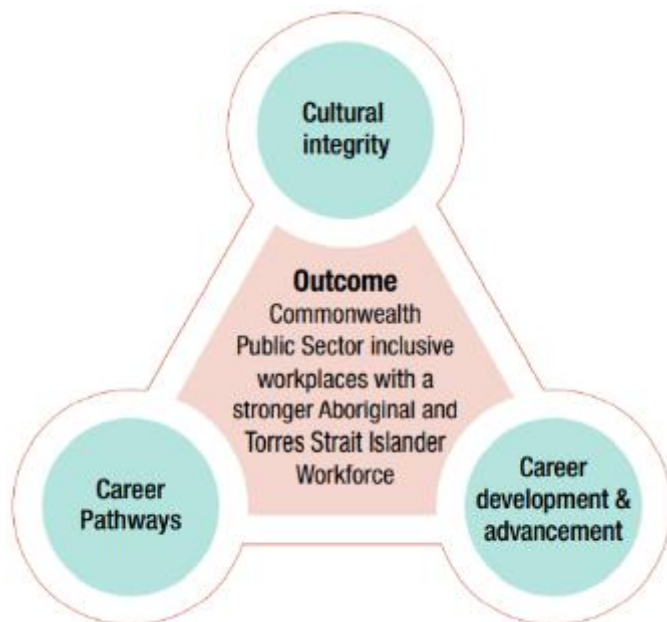 Cultural
integrity
Outcome
Commonwealth
Public Sector inclusive
workplaces with a
stronger Aboriginal and
Torres Strait Islander
Workforce
Career
Pathways
Career
development &
advancement